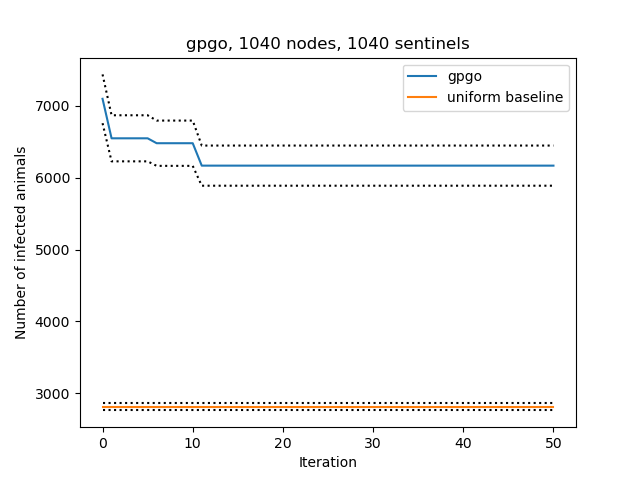 gpgo, 1040 nodes, 1040 sentinels
gpgo
uniform baseline
Number of infected animals
7000
6000
5000
4000
3000
0 10 20 30 40 50
Iteration